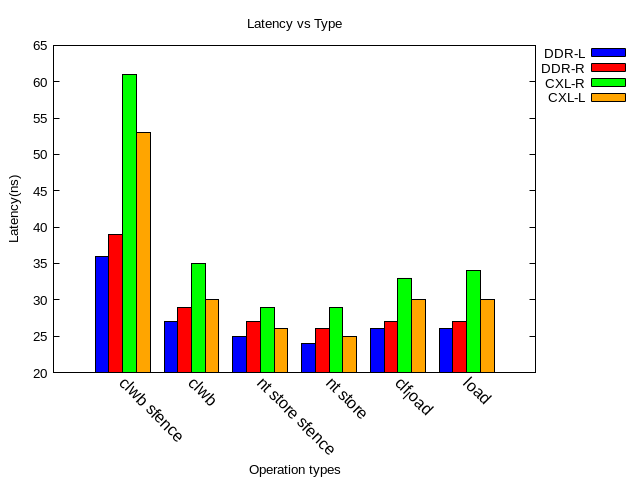 Latency vs Type
65
60
55
50
45
40
35
30
25
20
Latency(ns)
DDR-L
DDR-R
CXL-R
CXL-L
clwb sfence
clwb
nt store sfence
nt store
load
Operation types